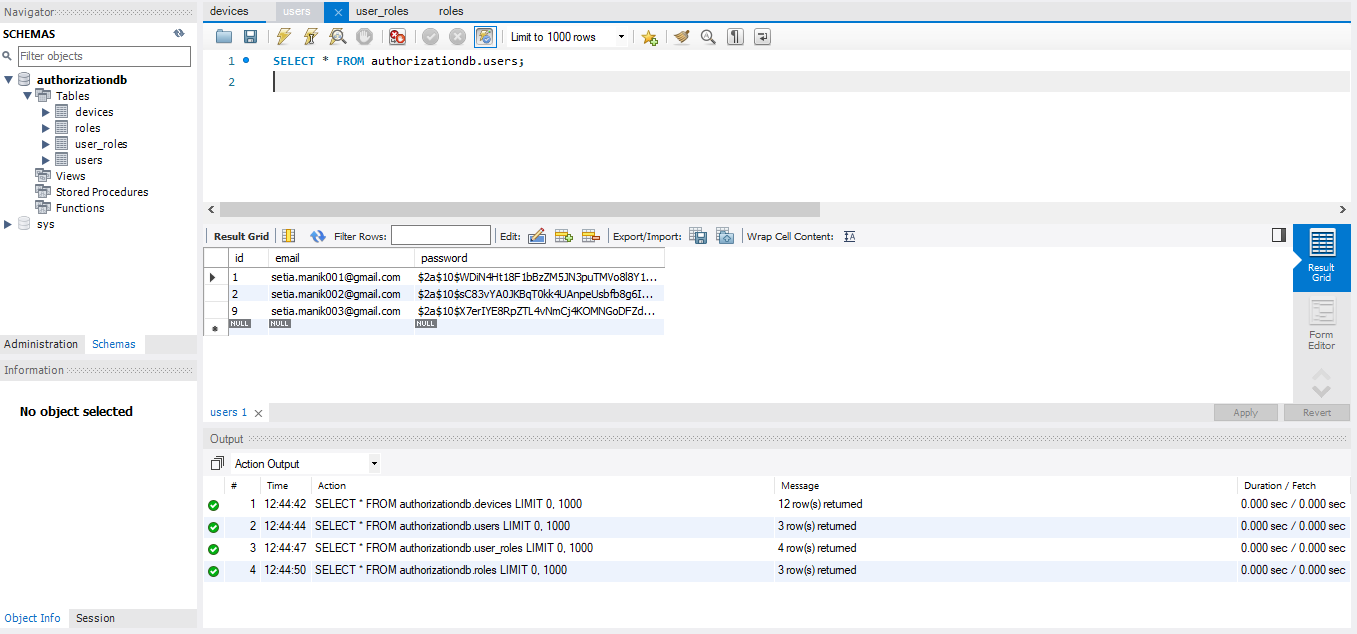 Navigator
SCHEMAS
Filter objects
authorizationdb
Tables
devices
roles
user_roles
users
Views
Stored Procedures
Functions
sys
Administration Schemas
Information
No object selected
Object Info Session
devices users user_roles roles
Limit to 1000 rows
1 SELECT * FROM authorizationdb.users;
2
Result Grid Filter Rows: Edit: Export/Import: Wrap Cell Content:
id email password
1 setia.manik001@gmail.com $2a$10$WDiN4Ht18F1bBzZM5JN3puTMVo8l8Y1...
2 setia.manik002@gmail.com $2a$10$sC83vYA0JKBqT0kk4UAnpeUsbfb8g6I...
9 setia.manik003@gmail.com $2a$10$X7erIYE8RpZTL4vNmCj4KOMNGoDFZd...
NULL NULL NULL
Result
Grid
Form
Editor
users 1 Apply Revert
Output
Action Output
# Time Action Message Duration / Fetch
1 12:44:42 SELECT * FROM authorizationdb.devices LIMIT 0, 1000 12 row(s) returned 0.000 sec / 0.000 sec
2 12:44:44 SELECT * FROM authorizationdb.users LIMIT 0, 1000 3 row(s) returned 0.000 sec / 0.000 sec
3 12:44:47 SELECT * FROM authorizationdb.user_roles LIMIT 0, 1000 4 row(s) returned 0.000 sec / 0.000 sec
4 12:44:50 SELECT * FROM authorizationdb.roles LIMIT 0, 1000 3 row(s) returned 0.000 sec / 0.000 sec